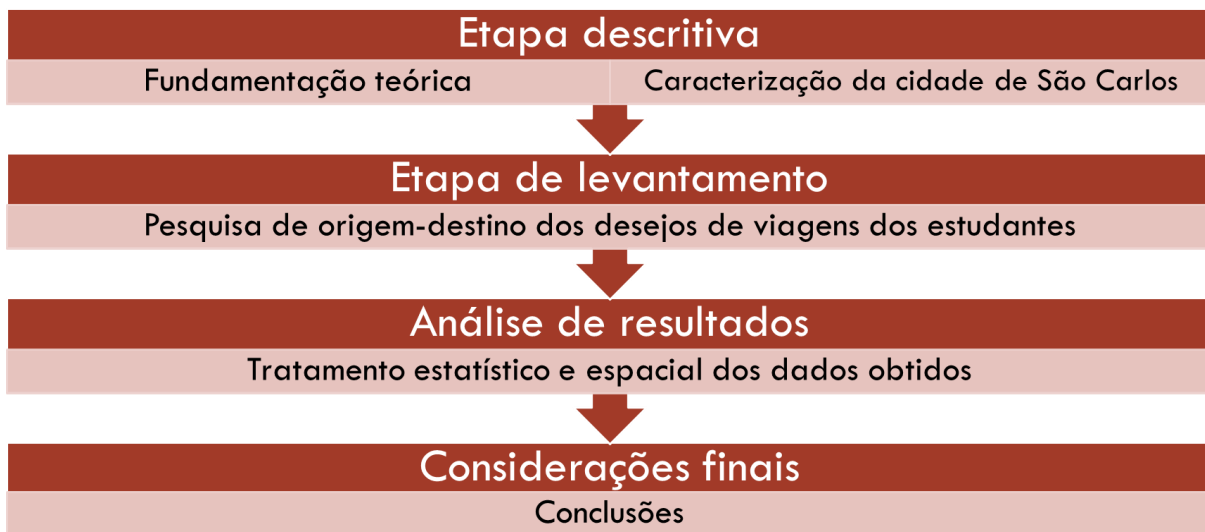 Etapa descritiva
Fundamentação teórica
Caracterização da cidade de São Carlos
Etapa de levantamento
Pesquisa de origem-destino dos desejos de viagens dos estudantes
Análise de resultados
Tratamento estatístico e espacial dos dados obtidos
Considerações finais
Conclusões